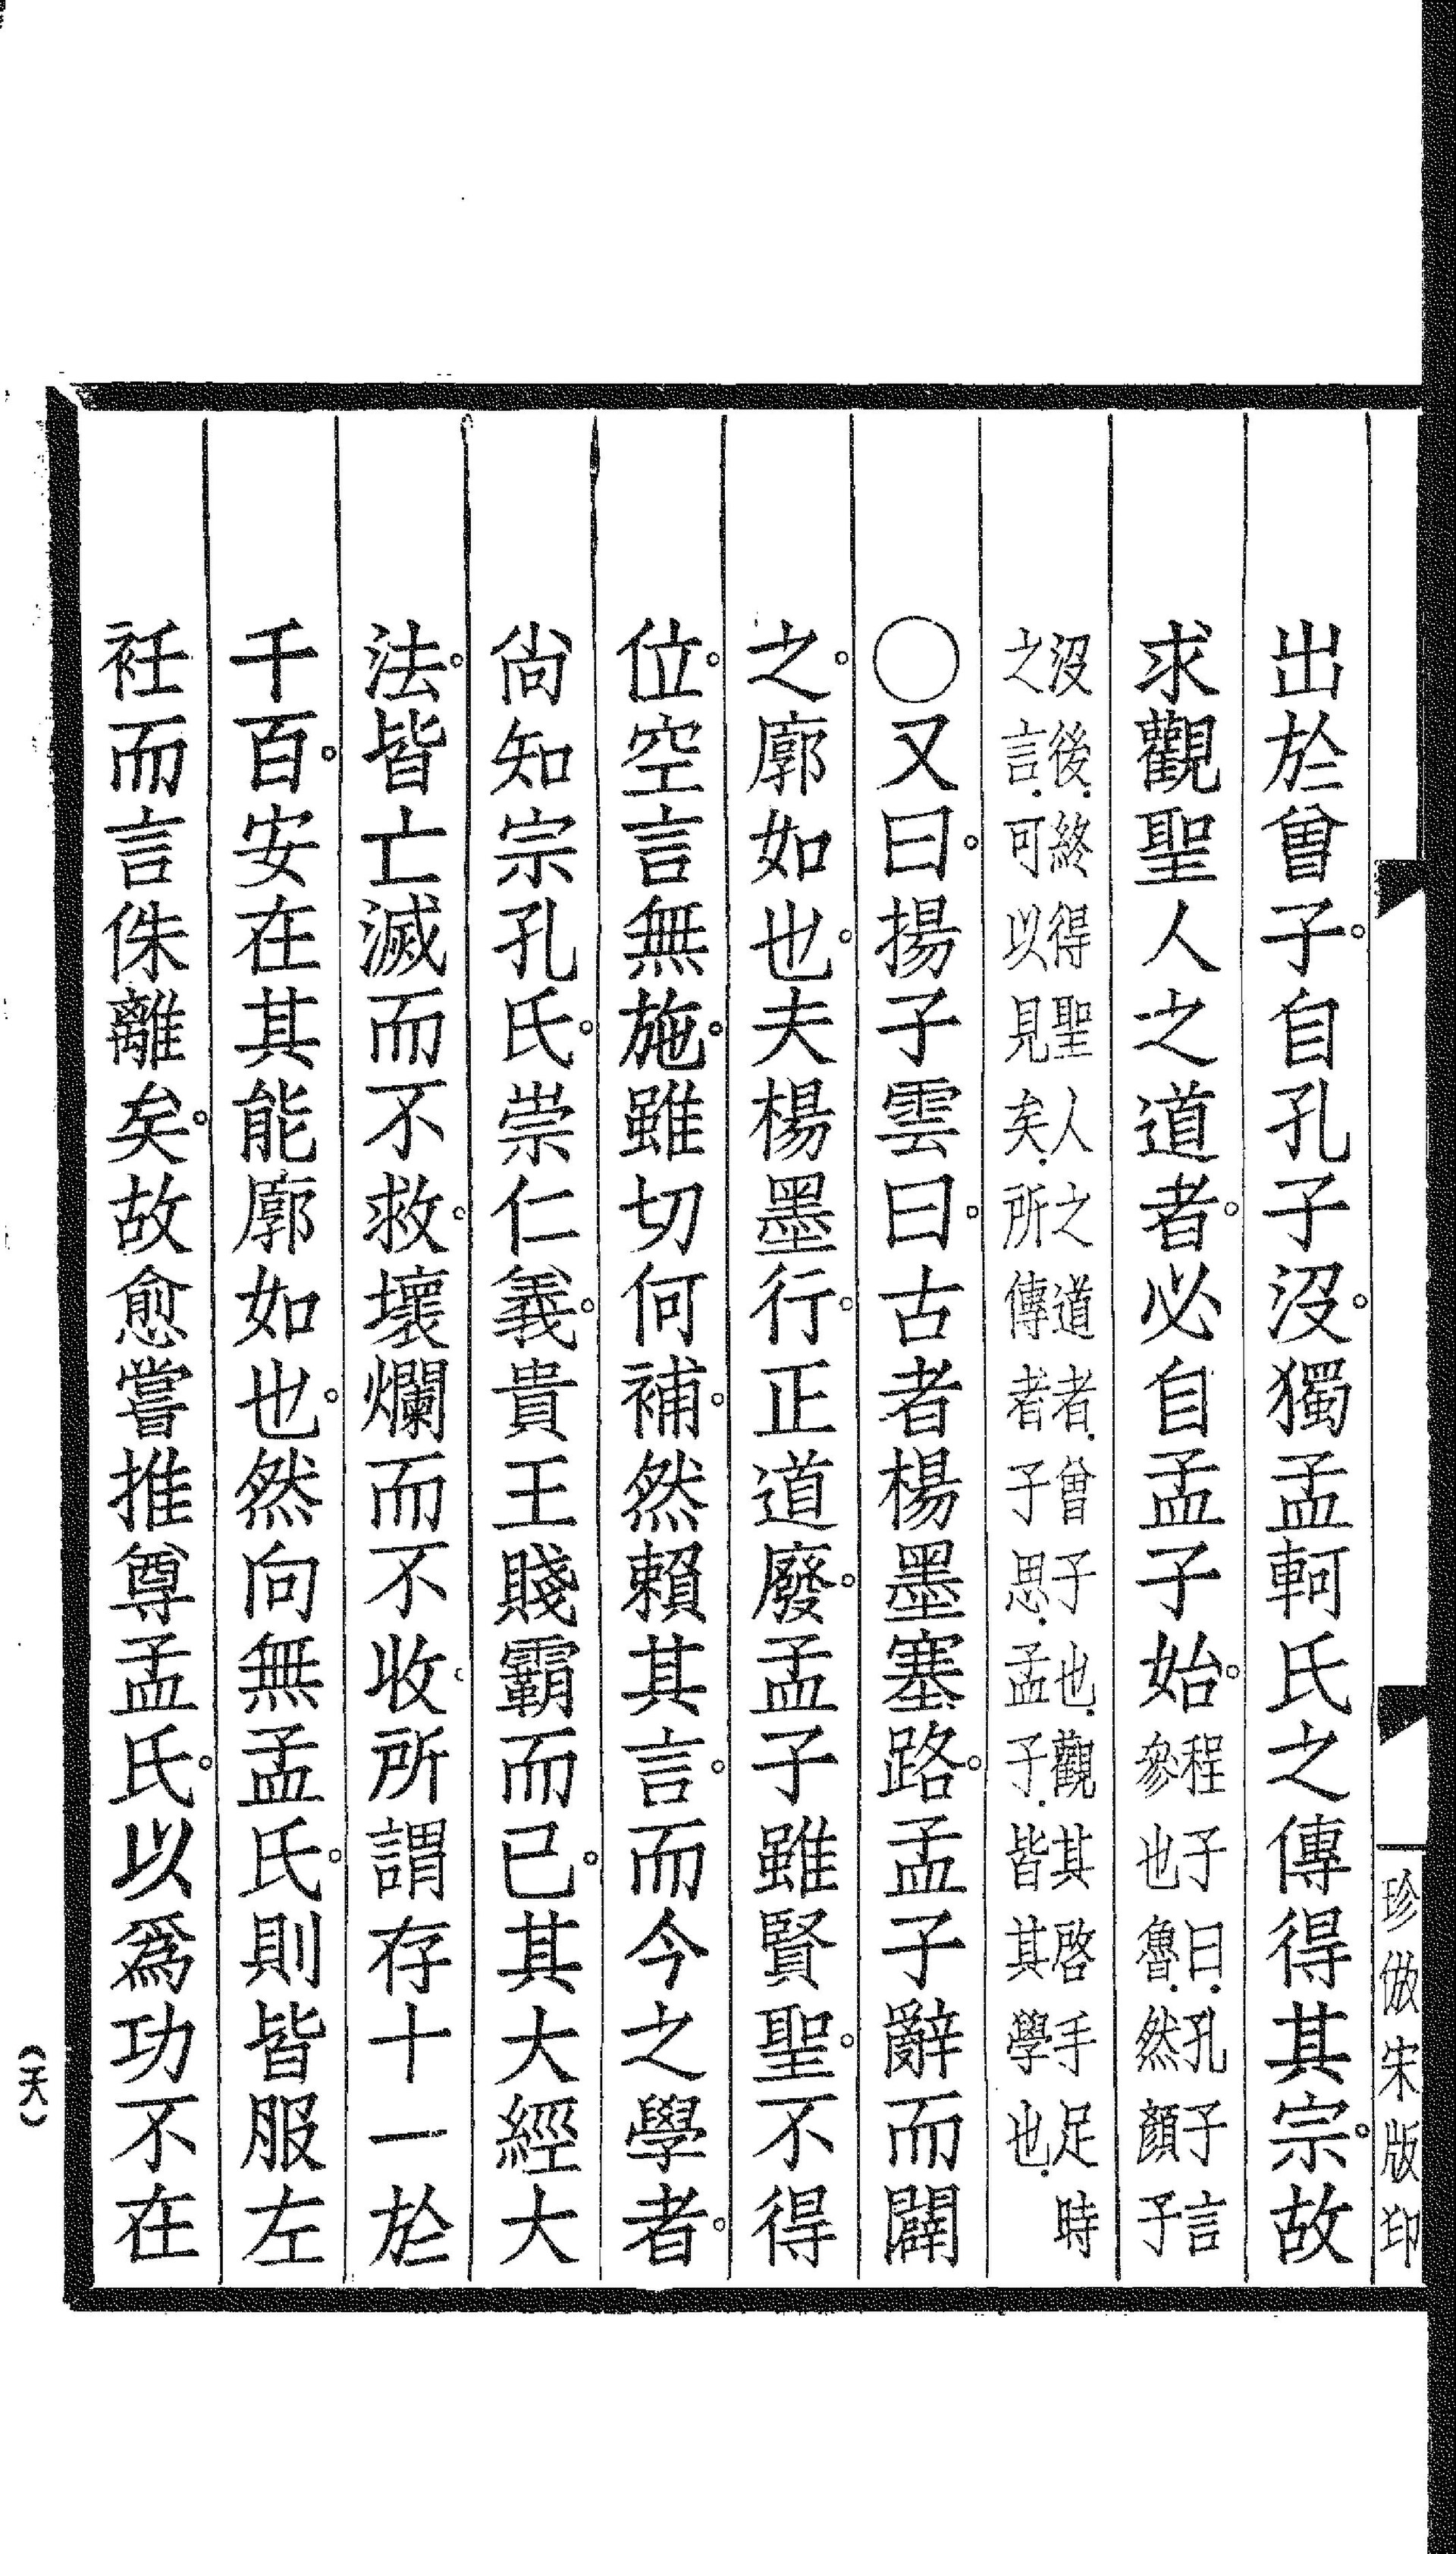 珍倣宋版印
出於曾子。自孔子沒。獨孟軻氏之傳得其宗。故
求觀聖人之道者。必自孟子始。程子曰.孔子言參也魯.然顏子
沒後.終得聖人之道者.曾子也.觀其啓手足時之言.可以見矣.所傳者子思.孟子.皆其學也.
○又曰。揚子雲曰。古者楊墨塞路。孟子辭而闢
之。廓如也。夫楊墨行。正道廢。孟子雖賢聖。不得
位。空言無施。雖切何補。然賴其言。而今之學者。
尙知宗孔氏。崇仁義。貴王賤霸而已。其大經大
法。皆亡滅而不救。壞爛而不收。所謂存十一於
千百。安在其能廓如也。然向無孟氏。則皆服左
衽而言侏離矣。故愈嘗推尊孟氏。以爲功不在
(天)